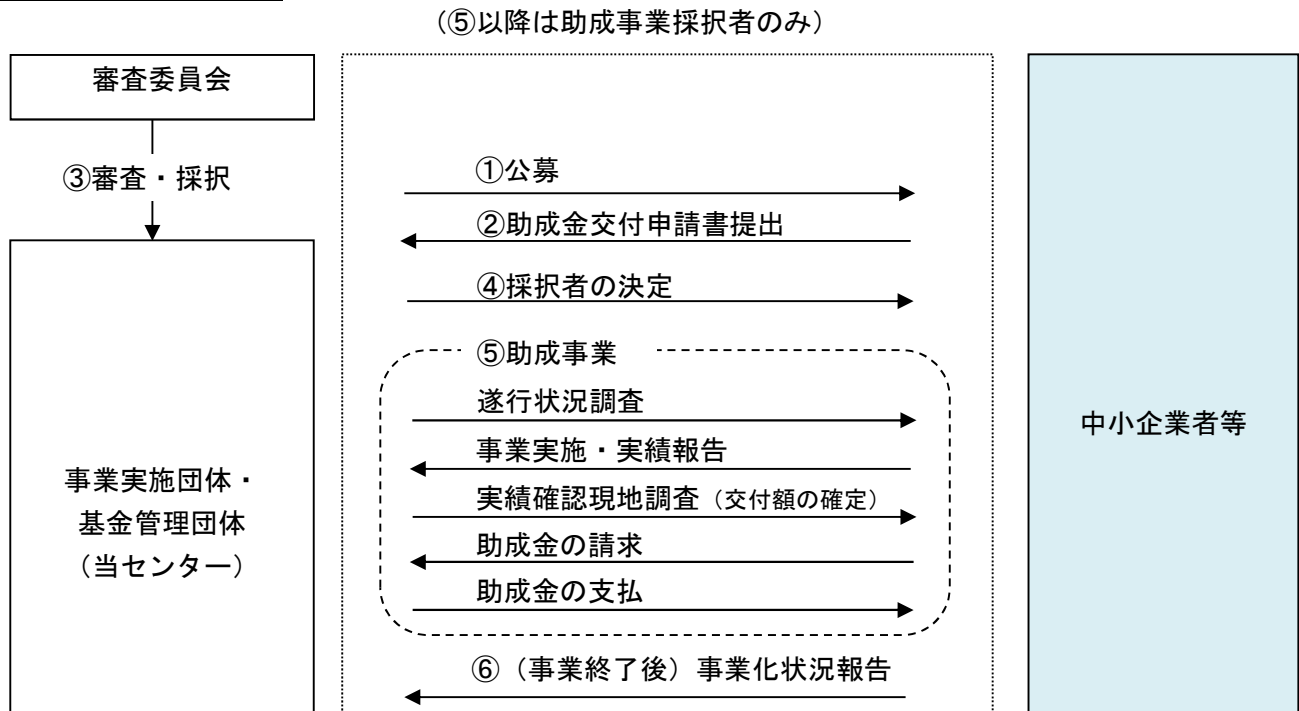 （⑤以降は助成事業採択者のみ）
審査委員会
③審査・採択
①公募
②助成金交付申請書提出
④採択者の決定
⑤助成事業
遂行状況調査
事業実施・実績報告
実績確認現地調査（交付額の確定）
助成金の請求
助成金の支払
⑥（事業終了後）事業化状況報告
事業実施団体・
基金管理団体
（当センター）
中小企業者等